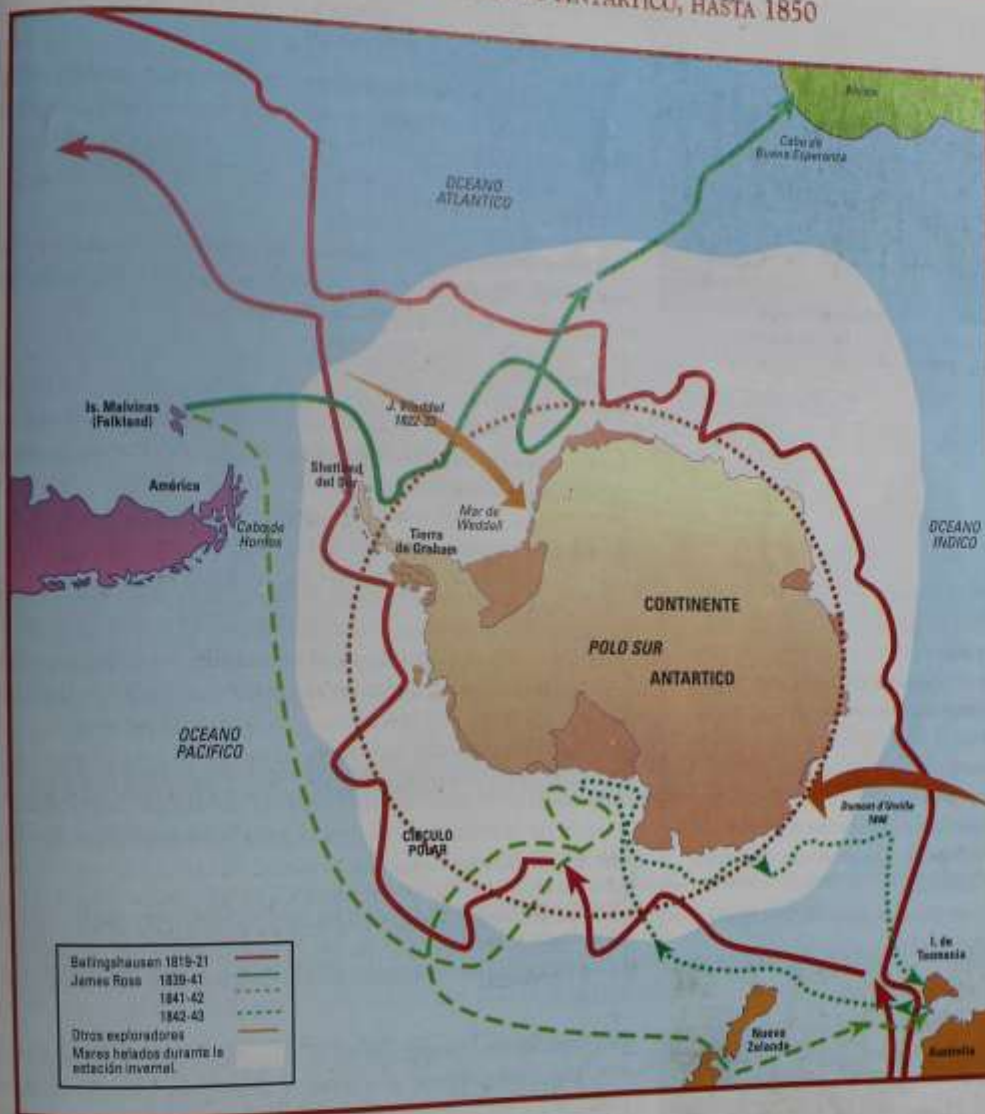 ANTARTICO, HASTA 1850
Africa
Cabo de
Buena Esperanza
OCEANO
ATLANTICO
Is. Malvinas
(Falkland)
J. Weddel
1822-23
Shetland
del Sur
América
Cabo de
Hornos
Mar de
Weddell
Tierra
de Graham
OCEANO
INDICO
CONTINENTE
POLO SUR
ANTARTICO
OCEANO
PACIFICO
Dumont d'Urville
1840
CIRCULO
POLAR
I. de
Tasmania
Nueva
Zelanda
Australia
Bellingshausen 1819-21
James Ross 1839-41
1841-42
1842-43
Otros exploradores
Mares helados durante la
estación invernal.